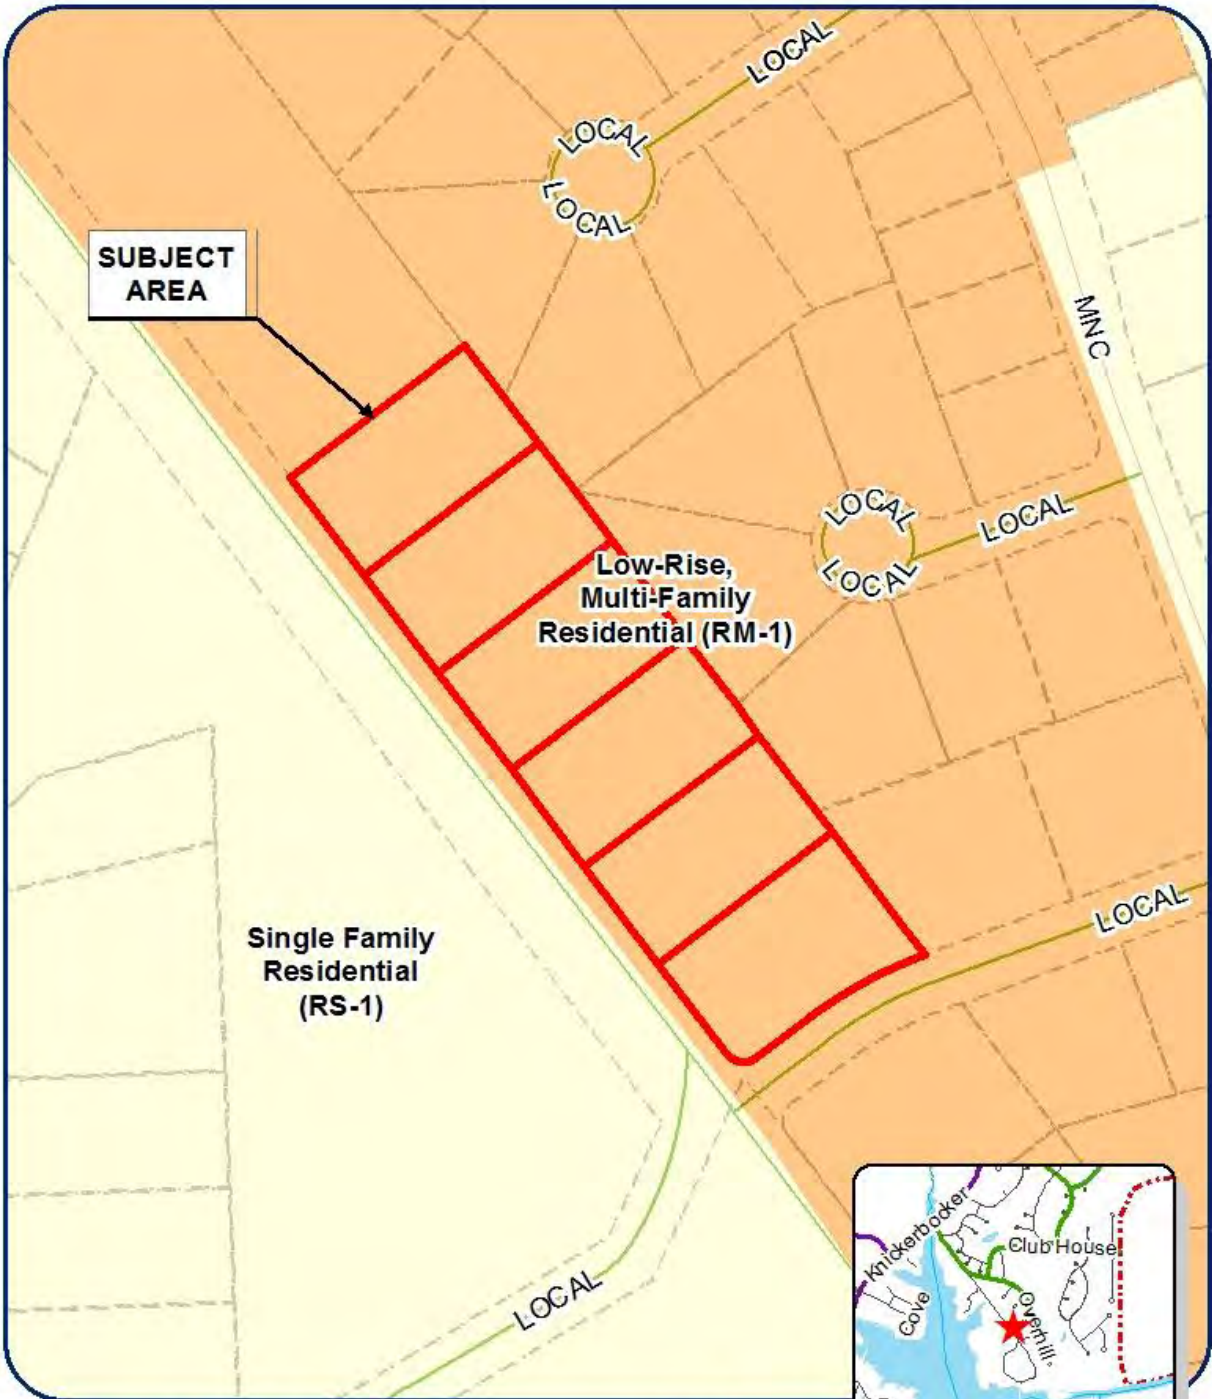 LOCAL
LOCAL
LOCAL
SUBJECT
AREA
MNC
LOCAL
LOCAL
LOCAL
Low-Rise,
Multi-Family
Residential (RM-1)
LOCAL
Single Family
Residential
(RS-1)
LOCAL
Knickerbocker
Club House
Cove
Overhill